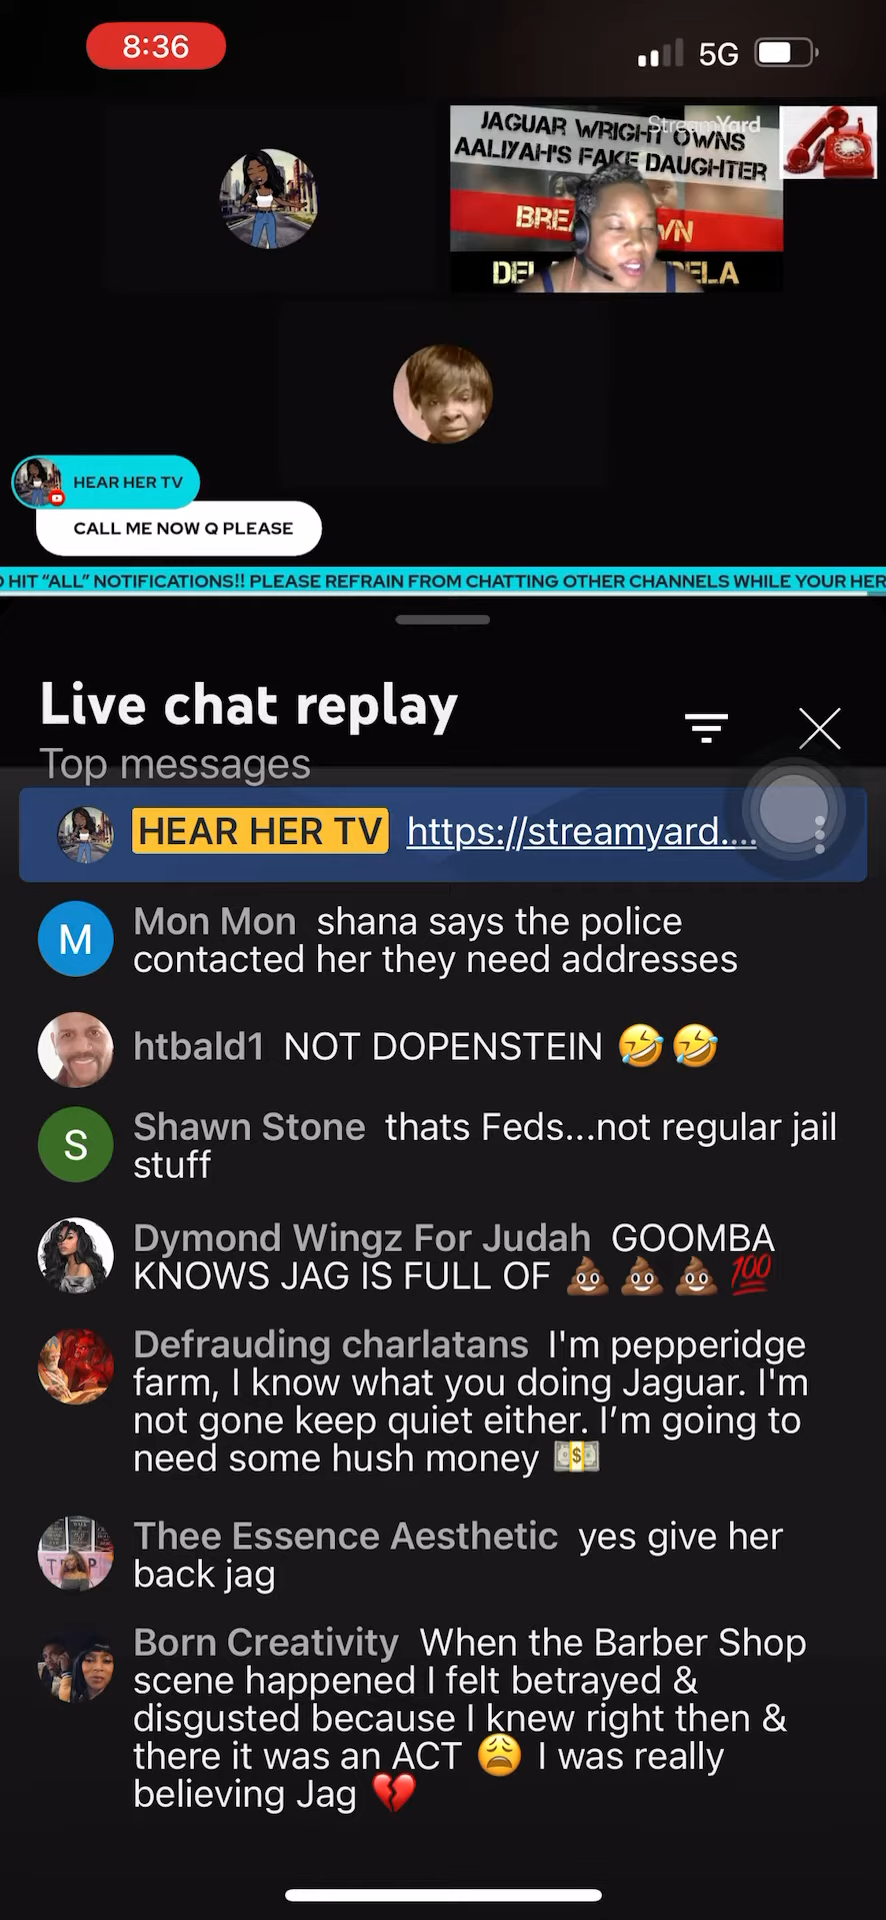 8:36
5G
StreamYard
JAGUAR WRIGHT OWNS
AALIYAH'S FAKE DAUGHTER
HEAR HER TV
CALL ME NOW Q PLEASE
HIT “ALL” NOTIFICATIONS!! PLEASE REFRAIN FROM CHATTING OTHER CHANNELS WHILE YOUR HER
Live chat replay
Top messages
HEAR HER TV https://streamyard....
M Mon Mon shana says the police
contacted her they need addresses
htbald1 NOT DOPENSTEIN 🤣🤣
Shawn Stone thats Feds...not regular jail
S stuff
Dymond Wingz For Judah GOOMBA
KNOWS JAG IS FULL OF 💩💩💩💯
Defrauding charlatans I'm pepperidge
farm, I know what you doing Jaguar. I'm
not gone keep quiet either. I’m going to
need some hush money 💵
Thee Essence Aesthetic yes give her
back jag
Born Creativity When the Barber Shop
scene happened I felt betrayed &
disgusted because I knew right then &
there it was an ACT 😩 I was really
believing Jag 💔